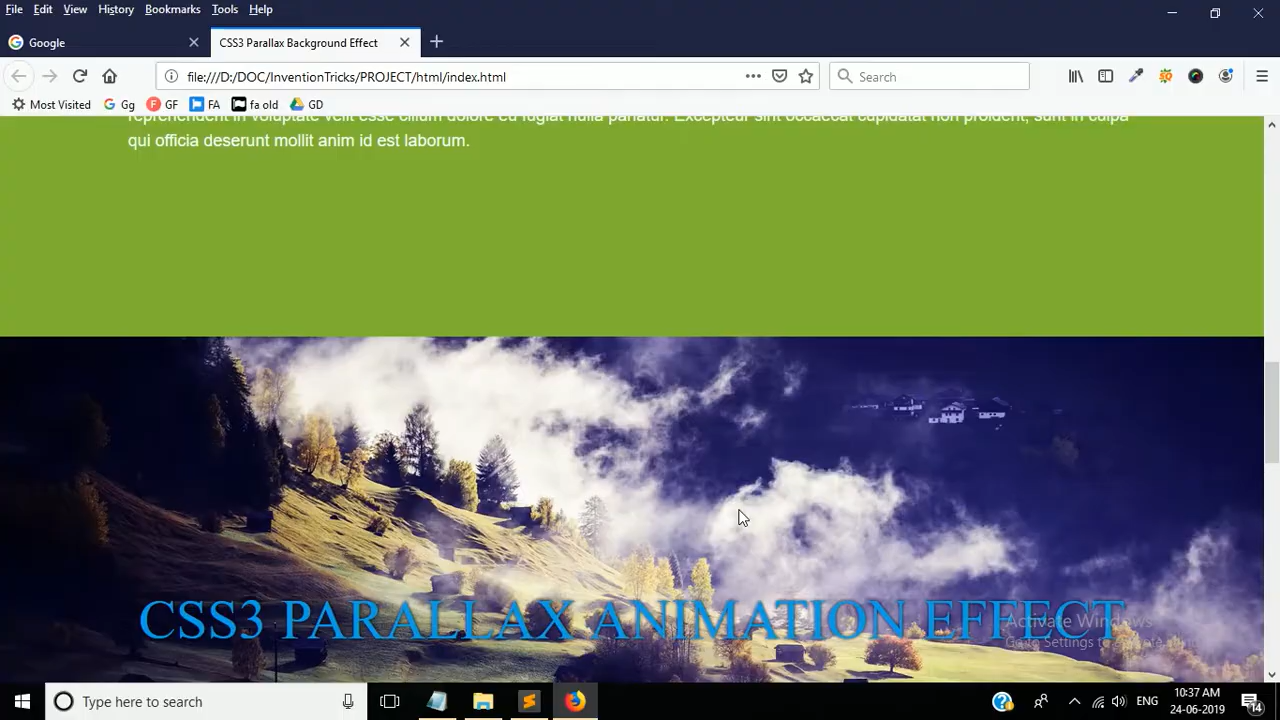 File Edit View History Bookmarks Tools Help
Google
CSS3 Parallax Background Effect
file:///D:/DOC/InventionTricks/PROJECT/html/index.html
Search
Most Visited Gg GF FA fa old GD
reprehenderit in voluptate velit esse cillum dolore eu fugiat nulla pariatur. Excepteur sint occaecat cupidatat non proident, sunt in culpa
qui officia deserunt mollit anim id est laborum.
CSS3 PARALLAX ANIMATION EFFECT
Activate Windows
Go to Settings to activate
Type here to search
ENG
10:37 AM
24-06-2019
14